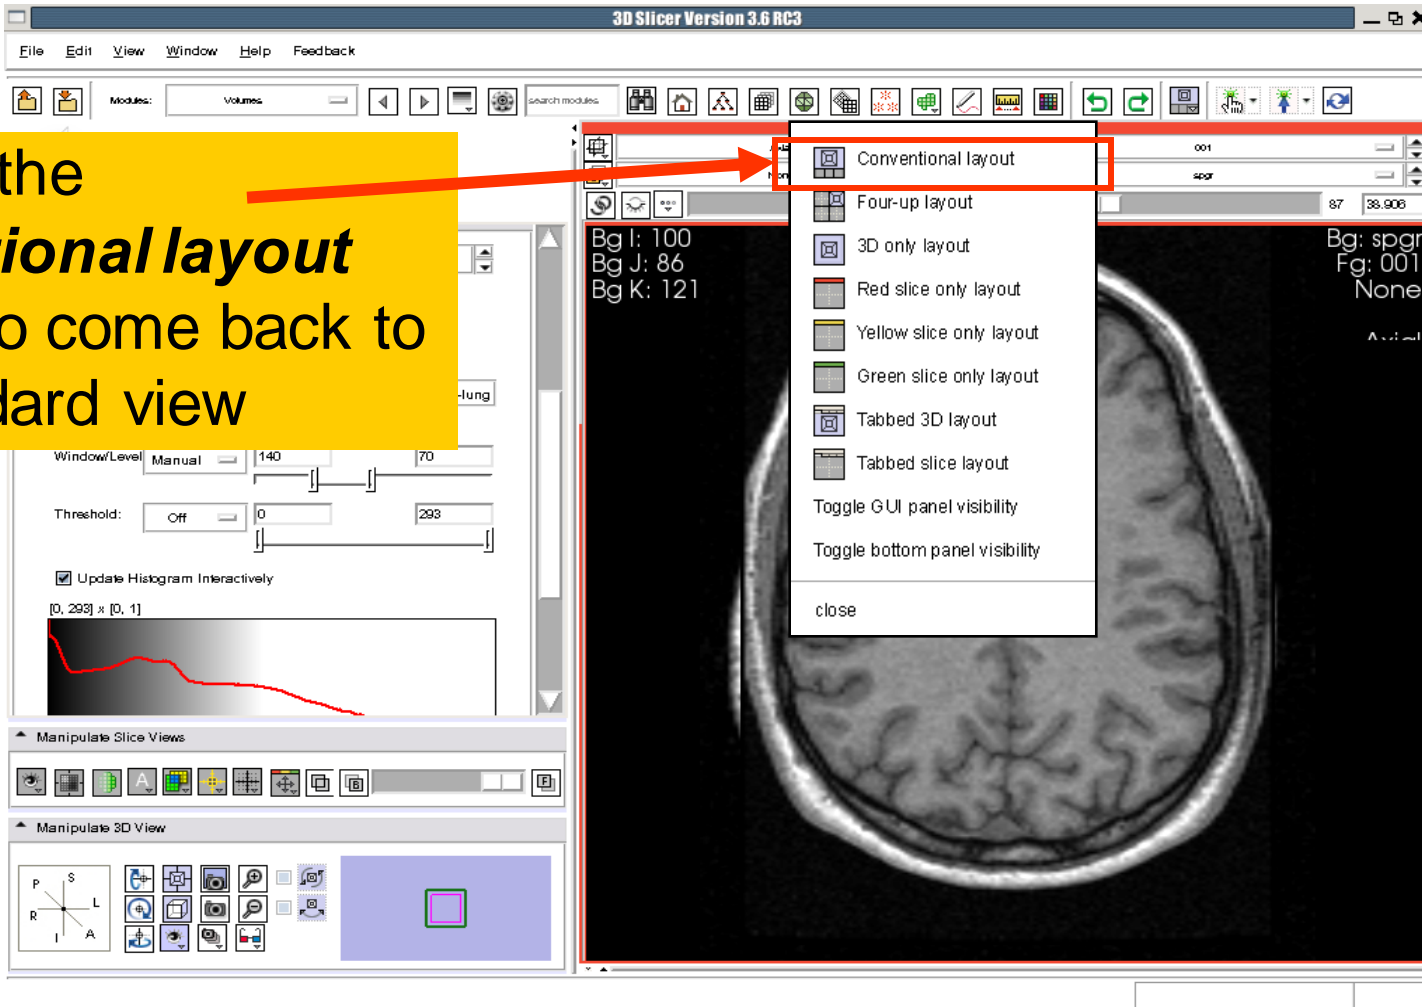 3D Slicer Version 3.6 RC3
File Edit View Window Help Feedback
Modules: Volumes search modules
the
ional layout
o come back to
dard view
001
spgr
87 38.906
Conventional layout
Four-up layout
3D only layout
Red slice only layout
Yellow slice only layout
Green slice only layout
Tabbed 3D layout
Tabbed slice layout
Toggle GUI panel visibility
Toggle bottom panel visibility
close
Bg I: 100
Bg J: 86
Bg K: 121
Bg: spgr
Fg: 001
None
Axial
-lung
Window/Level Manual 140 70
Threshold: Off 0 293
Update Histogram Interactively
[0, 293] x [0, 1]
Manipulate Slice Views
A B F
Manipulate 3D View
P S
R L
I A